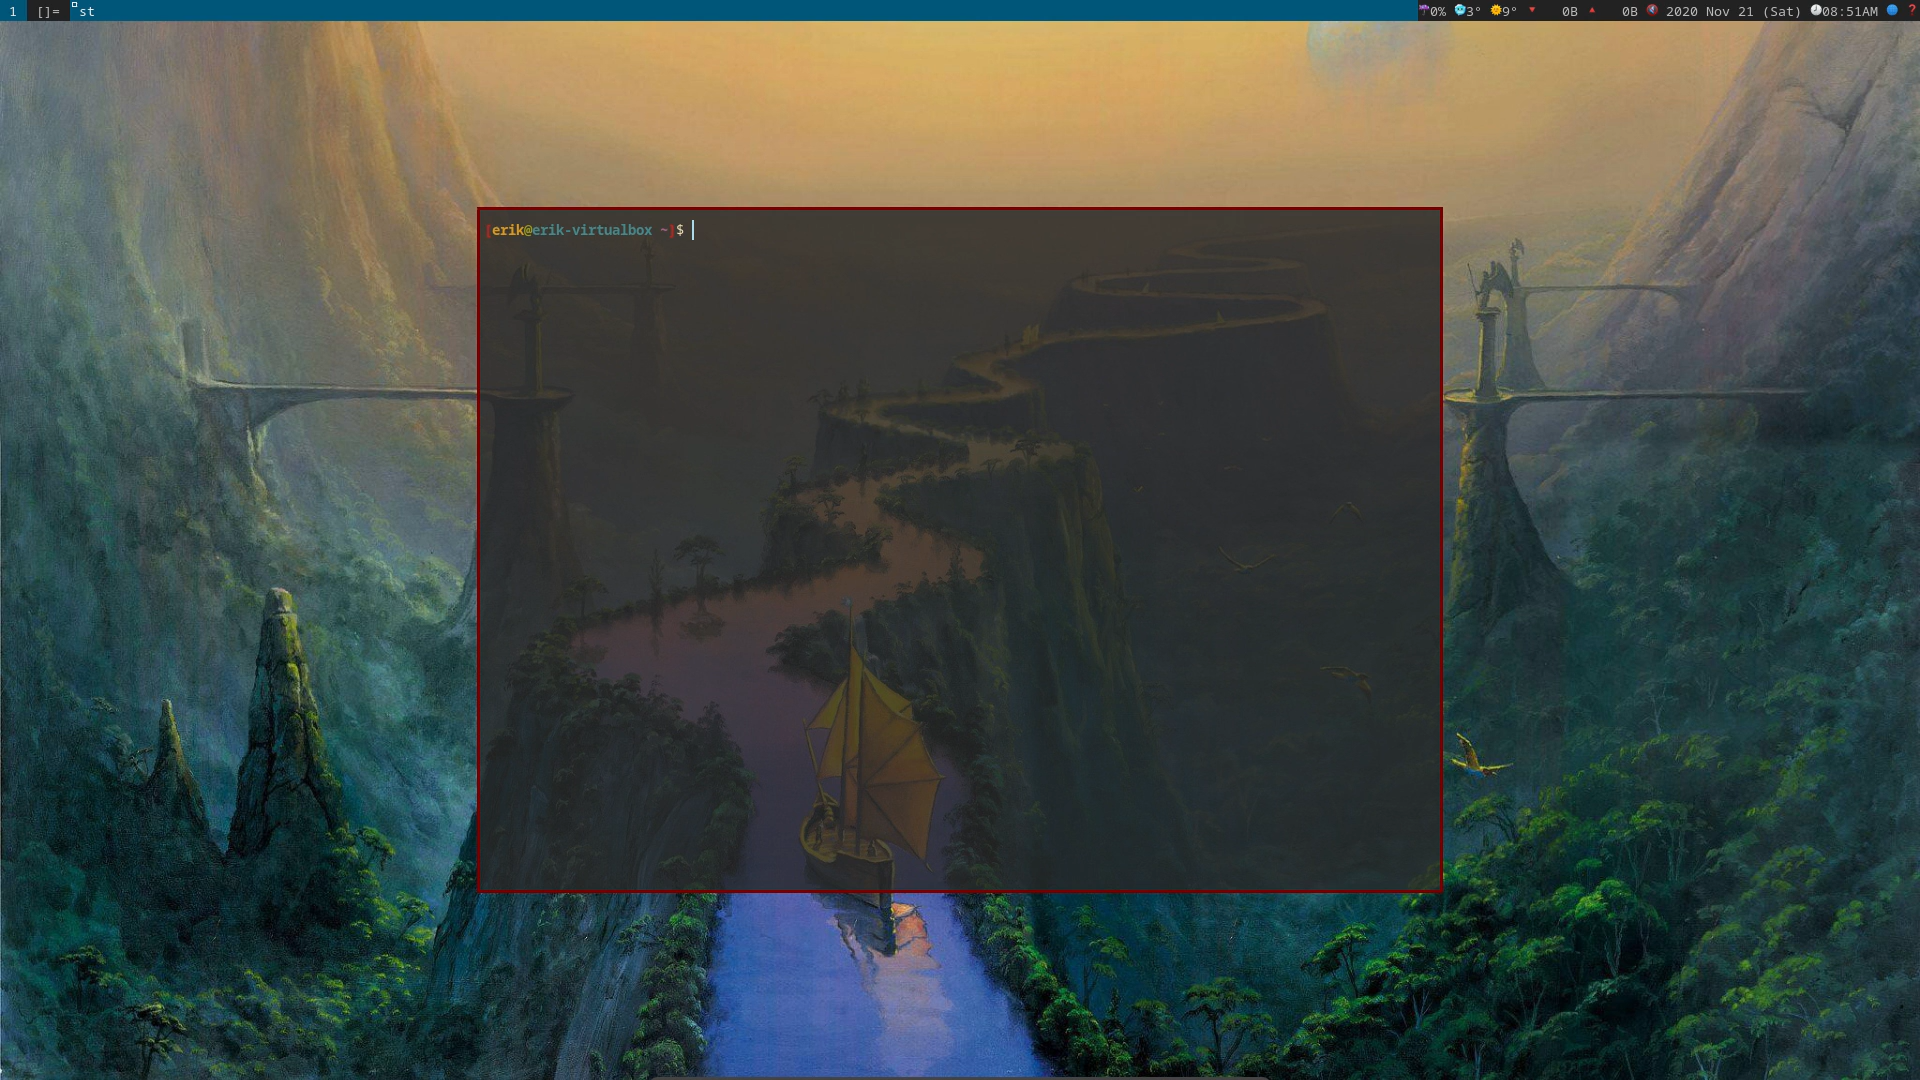 1 []= st ☔0% 🥶3° 🌞9° 🔻 0B 🔺 0B 🔇 2020 Nov 21 (Sat) 🕗08:51AM 🔵 ❓
[erik@erik-virtualbox ~]$